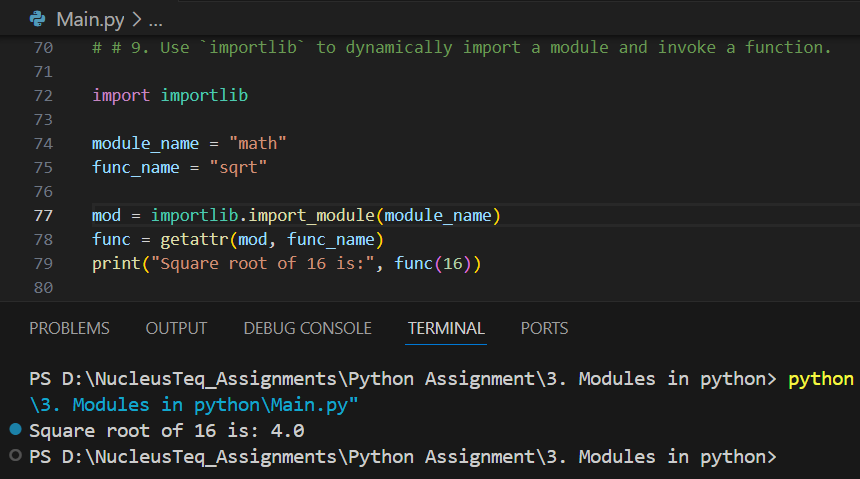 Main.py > ...
70 # # 9. Use `importlib` to dynamically import a module and invoke a function.
71
72 import importlib
73
74 module_name = "math"
75 func_name = "sqrt"
76
77 mod = importlib.import_module(module_name)
78 func = getattr(mod, func_name)
79 print("Square root of 16 is:", func(16))
80
PROBLEMS OUTPUT DEBUG CONSOLE TERMINAL PORTS
PS D:\NucleusTeq_Assignments\Python Assignment\3. Modules in python> python
\3. Modules in python\Main.py"
Square root of 16 is: 4.0
PS D:\NucleusTeq_Assignments\Python Assignment\3. Modules in python>